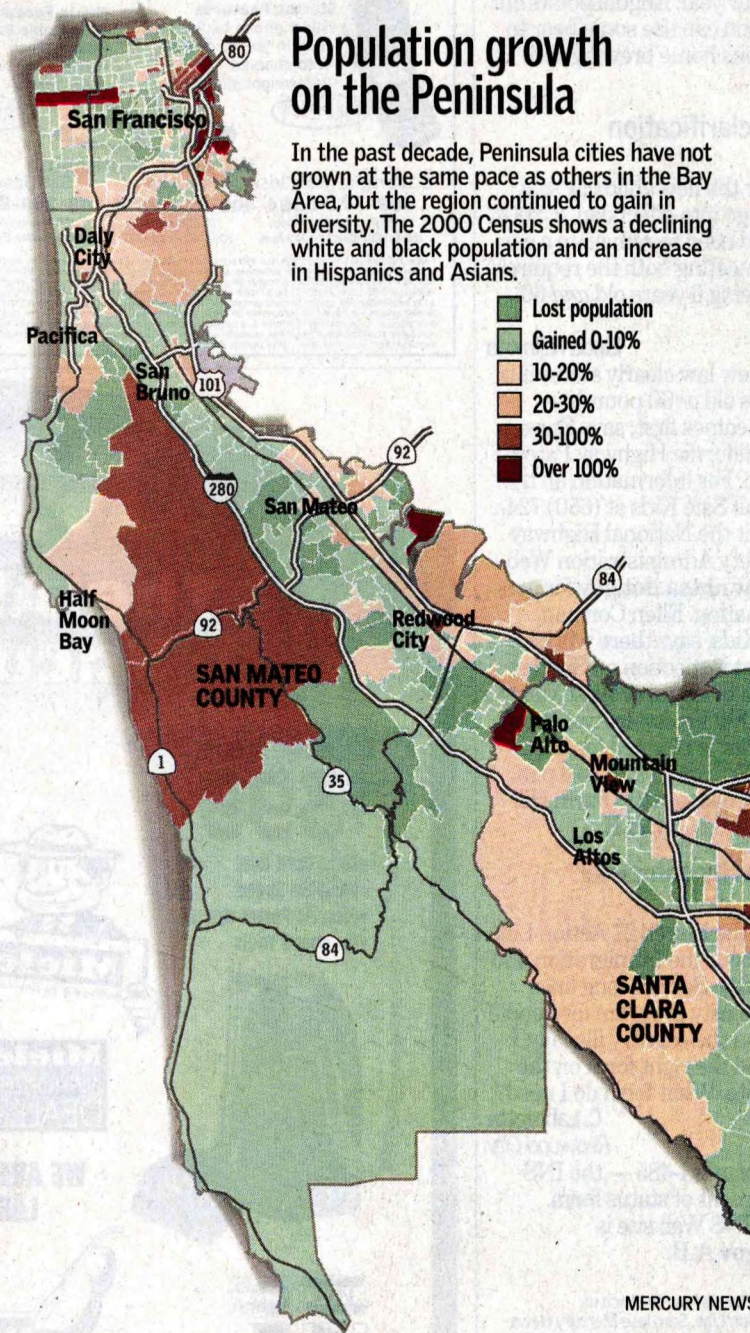 Population growth
on the Peninsula
In the past decade, Peninsula cities have not
grown at the same pace as others in the Bay
Area, but the region continued to gain in
diversity. The 2000 Census shows a declining
white and black population and an increase
in Hispanics and Asians.
Lost population
Gained 0-10%
10-20%
20-30%
30-100%
Over 100%
80
San Francisco
Daly
City
Pacifica
San
Bruno
101
92
280
San Mateo
84
Half
Moon
Bay
92
Redwood
City
SAN MATEO
COUNTY
Palo
Alto
1
35
Mountain
View
Los
Altos
84
SANTA
CLARA
COUNTY
MERCURY NEWS